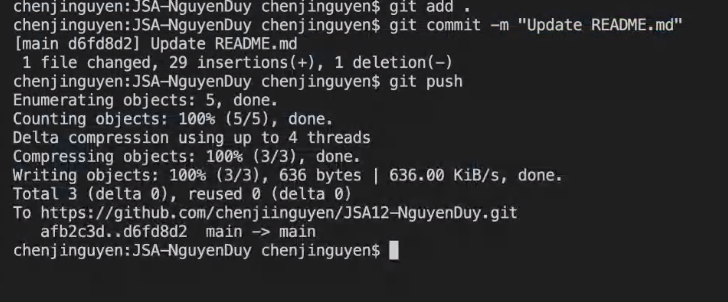 chenjinguyen:JSA-NguyenDuy chenjinguyen$ git add .
chenjinguyen:JSA-NguyenDuy chenjinguyen$ git commit -m "Update README.md"
[main d6fd8d2] Update README.md
 1 file changed, 29 insertions(+), 1 deletion(-)
chenjinguyen:JSA-NguyenDuy chenjinguyen$ git push
Enumerating objects: 5, done.
Counting objects: 100% (5/5), done.
Delta compression using up to 4 threads
Compressing objects: 100% (3/3), done.
Writing objects: 100% (3/3), 636 bytes | 636.00 KiB/s, done.
Total 3 (delta 0), reused 0 (delta 0)
To https://github.com/chenjiinguyen/JSA12-NguyenDuy.git
   afb2c3d..d6fd8d2  main -> main
chenjinguyen:JSA-NguyenDuy chenjinguyen$